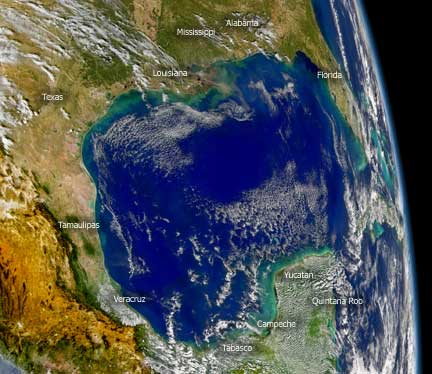 Alabama
Mississippi
Louisiana
Florida
Texas
Tamaulipas
Yucatan
Veracruz
Quintana Roo
Campeche
Tabasco